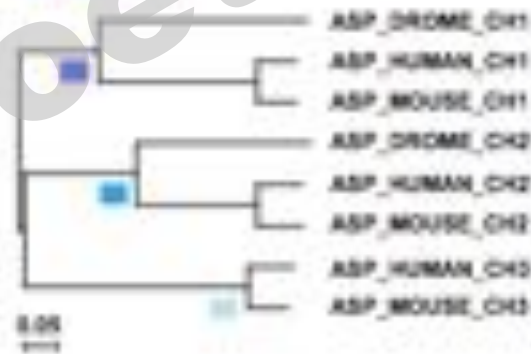 ASP_DROME_CH1
ASP_HUMAN_CH1
ASP_MOUSE_CH1
ASP_DROME_CH2
ASP_HUMAN_CH2
ASP_MOUSE_CH2
ASP_HUMAN_CH3
ASP_MOUSE_CH3
0.05